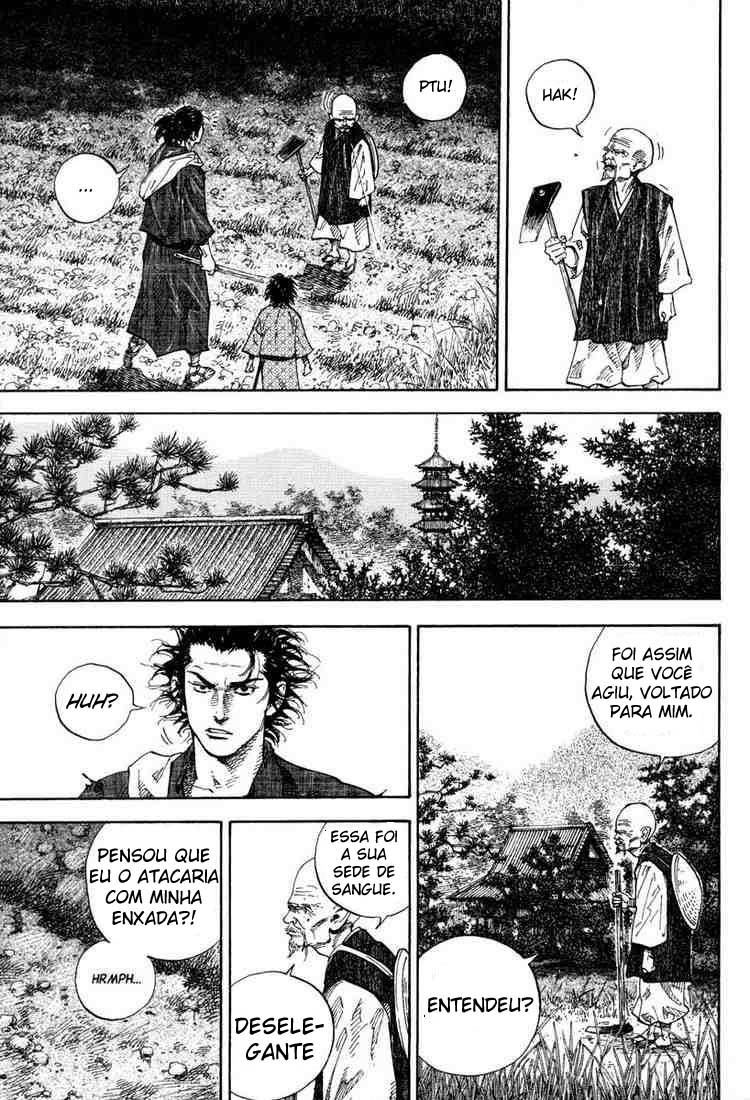 HAK!
PTU!
...
FOI ASSIM
QUE VOCÊ
AGIU, VOLTADO
PARA MIM.
HUH?
ENTENDEU?
ESSA FOI
A SUA
SEDE DE
SANGUE.
DESELE-
GANTE
PENSOU QUE
EU O ATACARIA
COM MINHA
ENXADA?!
HRMPH...